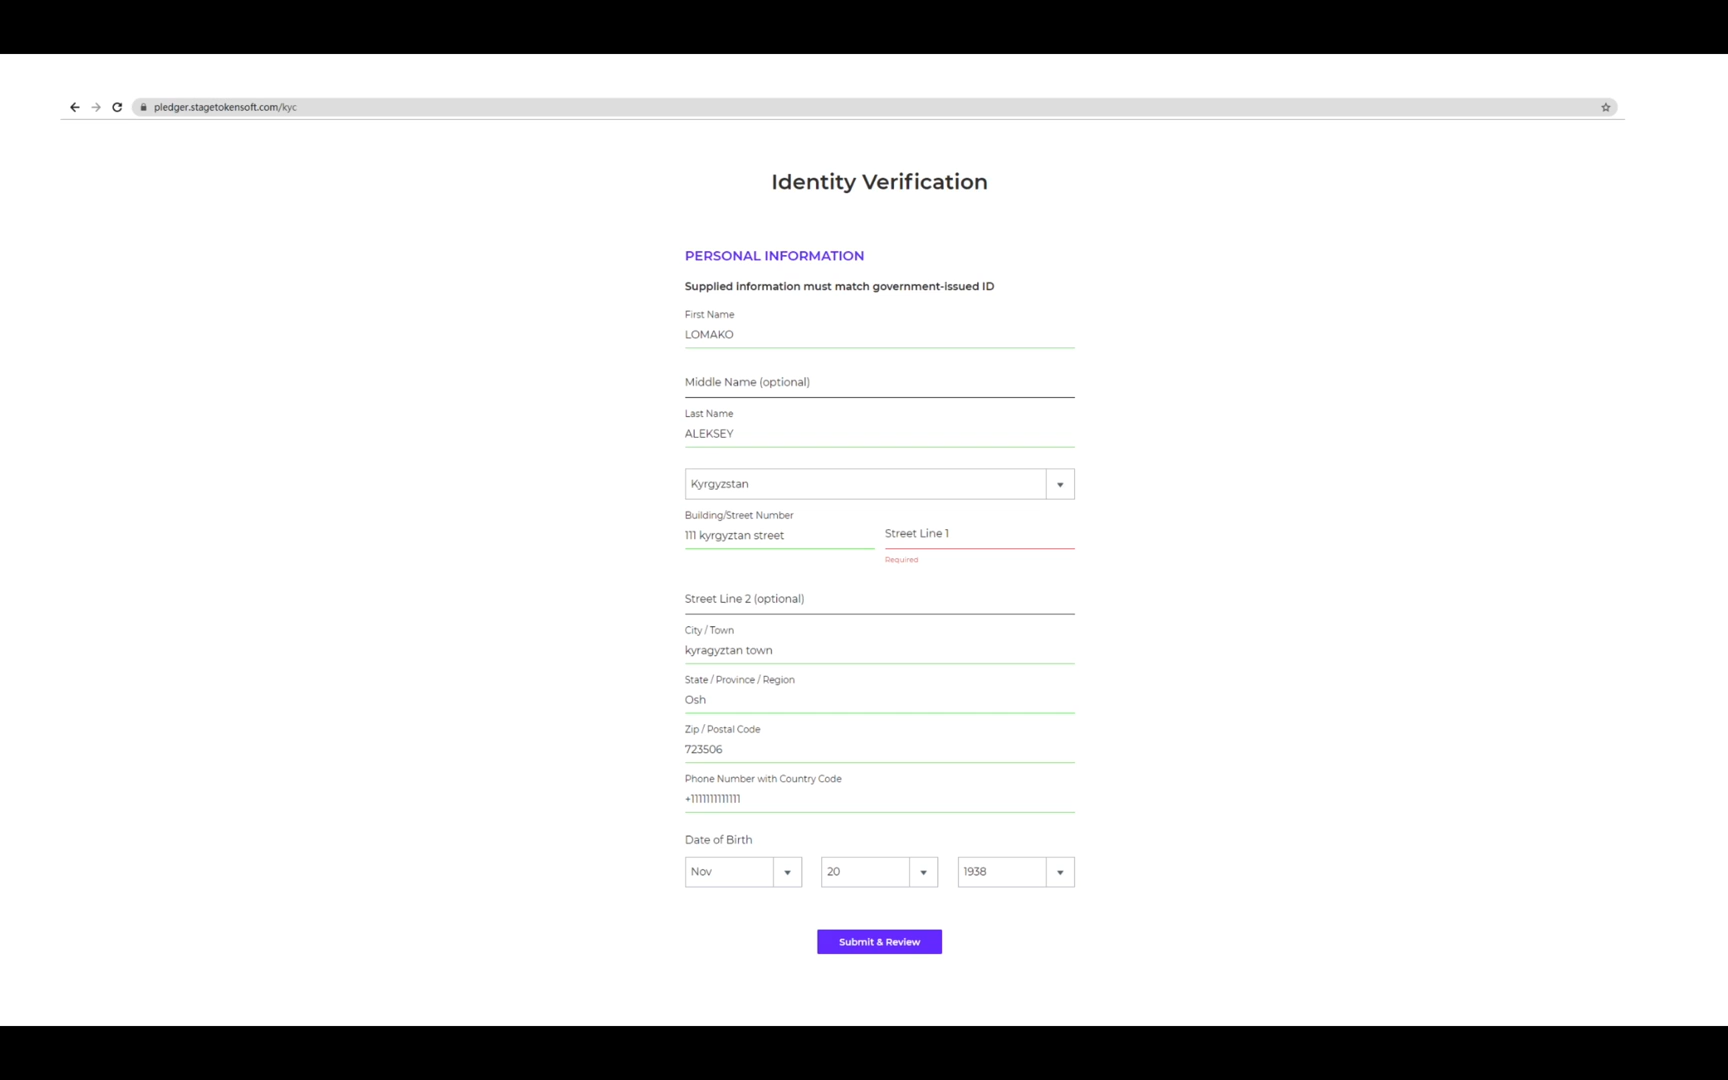 pledger.stagetokensoft.com/kyc
Identity Verification
PERSONAL INFORMATION
Supplied information must match government-issued ID
First Name
LOMAKO
Middle Name (optional)
Last Name
ALEKSEY
Kyrgyzstan
Building/Street Number
111 kyrgyztan street
Street Line 1
Required
Street Line 2 (optional)
City / Town
kyragyztan town
State / Province / Region
Osh
Zip / Postal Code
723506
Phone Number with Country Code
+1111111111111
Date of Birth
Nov 20 1938
Submit & Review